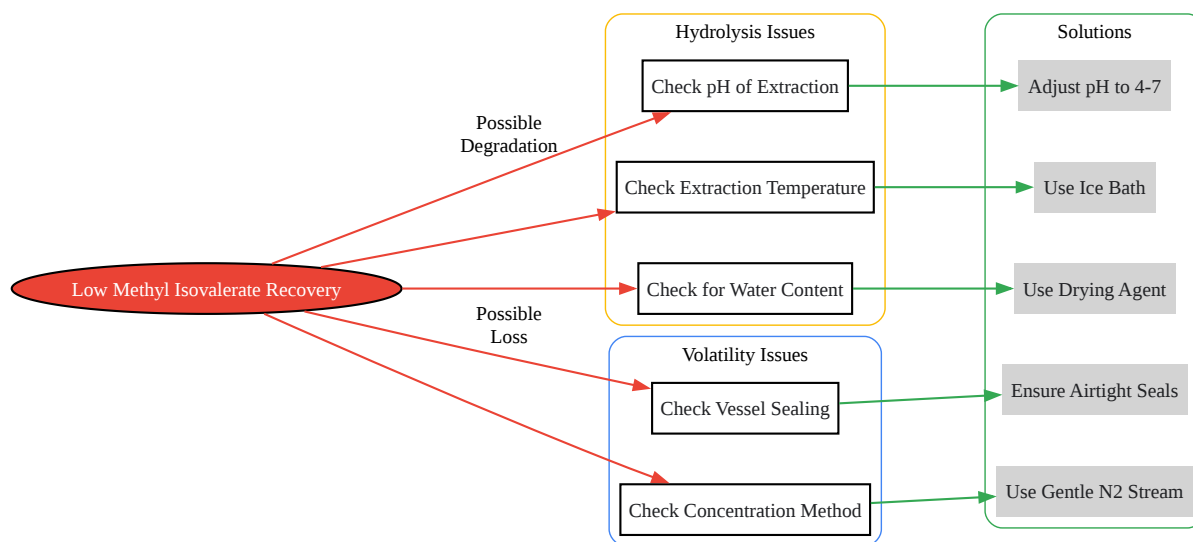 Hydrolysis Issues
Solutions
Check pH of Extraction
Adjust pH to 4-7
Possible
Degradation
Check Extraction Temperature
Use Ice Bath
Low Methyl Isovalerate Recovery
Check for Water Content
Use Drying Agent
Possible
Loss
Volatility Issues
Check Vessel Sealing
Ensure Airtight Seals
Check Concentration Method
Use Gentle N2 Stream